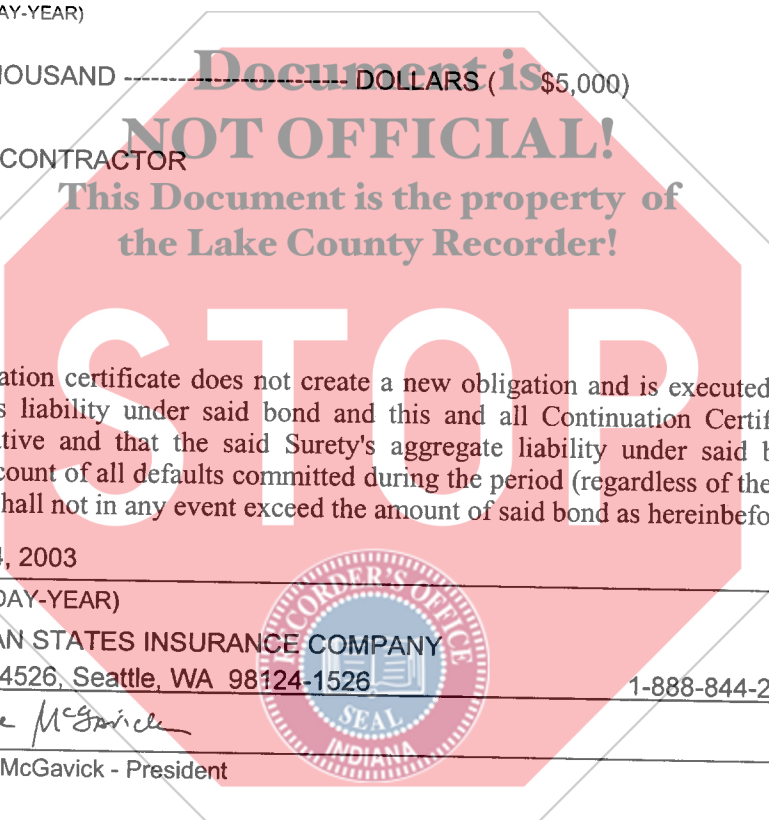 AY-YEAR)
HOUSAND ------------------------ DOLLARS ( $5,000)
Document is
NOT OFFICIAL!
CONTRACTOR
This Document is the property of
the Lake County Recorder!
STOP
ation certificate does not create a new obligation and is executed
s liability under said bond and this and all Continuation Certif
ative and that the said Surety's aggregate liability under said b
count of all defaults committed during the period (regardless of the
hall not in any event exceed the amount of said bond as hereinbefo
, 2003
DAY-YEAR)
AN STATES INSURANCE COMPANY
4526, Seattle, WA 98124-1526 1-888-844-2
McGavick
McGavick - President
RECORDER'S OFFICE
SEAL
INDIANA